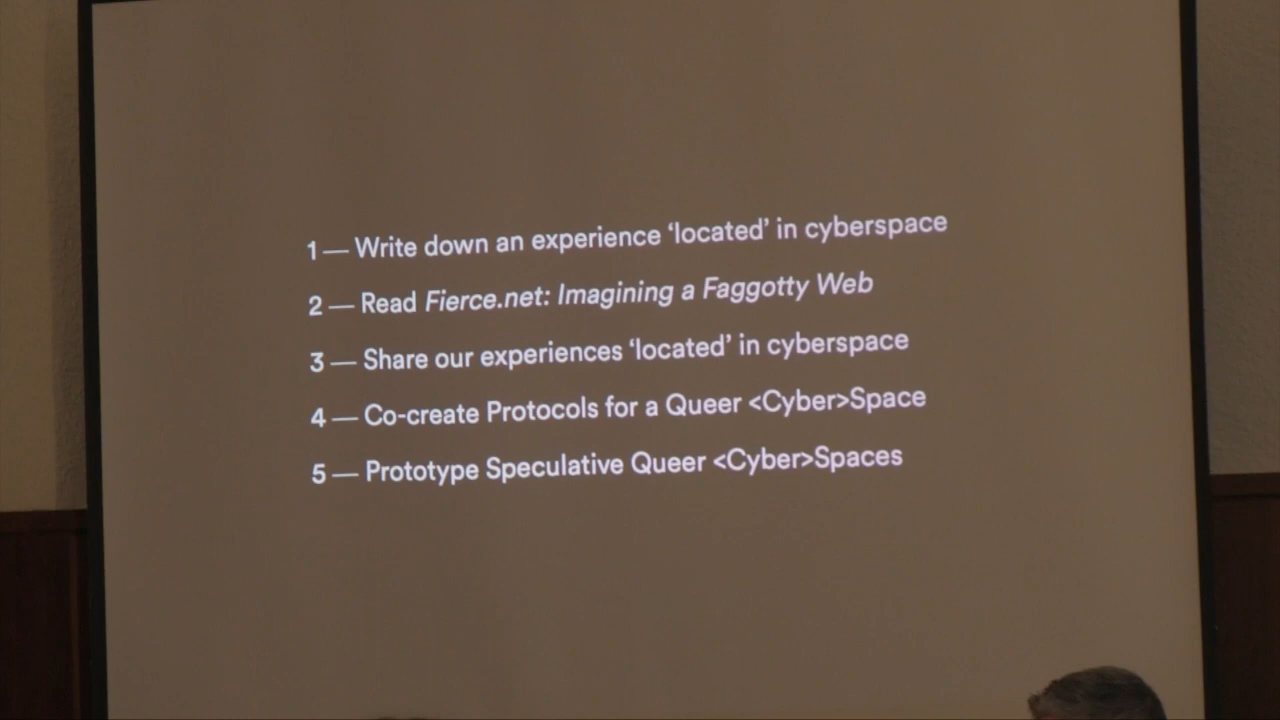 1 — Write down an experience ‘located’ in cyberspace
2 — Read Fierce.net: Imagining a Faggotty Web
3 — Share our experiences ‘located’ in cyberspace
4 — Co-create Protocols for a Queer <Cyber>Space
5 — Prototype Speculative Queer <Cyber>Spaces